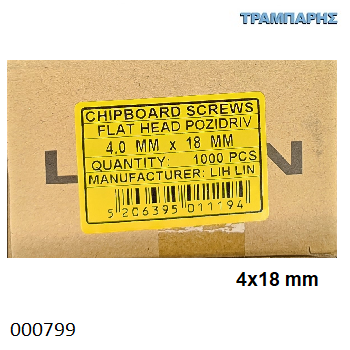 ΤΡΑΜΠΑΡΗΣ
CHIPBOARD SCREWS
FLAT HEAD POZIDRIV
4.0 MM x 18 MM
QUANTITY: 1000 PCS
MANUFACTURER: LIH LIN
5 206395 011194
4x18 mm
000799